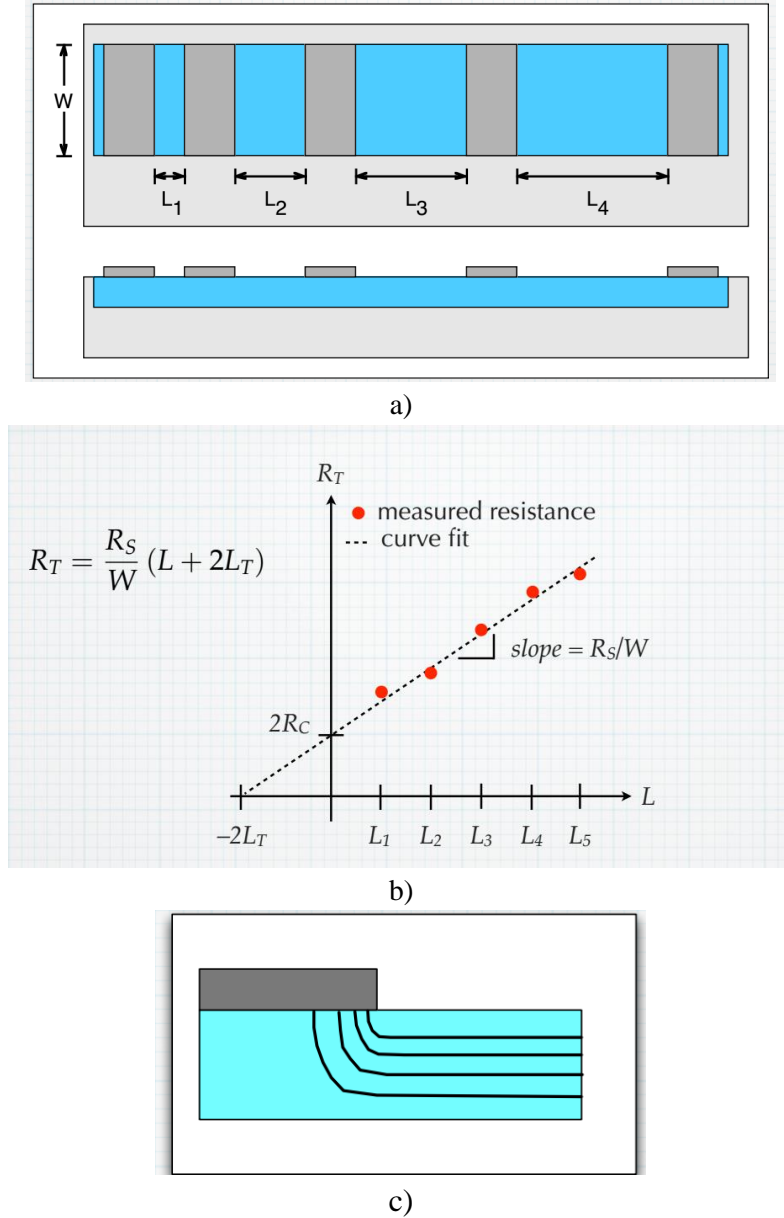 W
L1 L2 L3 L4
a)
RT
measured resistance
curve fit
RT = RS/W (L + 2LT)
slope = RS/W
2RC
L
−2LT L1 L2 L3 L4 L5
b)
c)